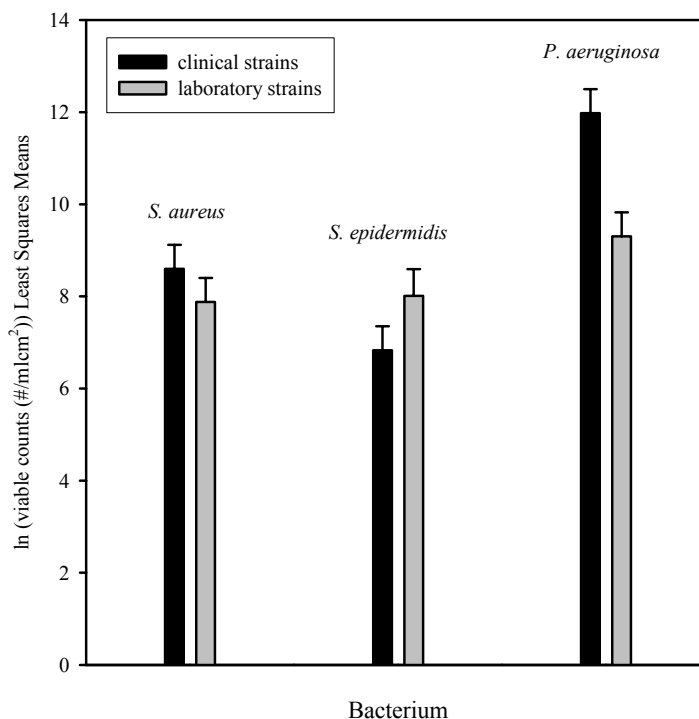 14
12
10
8
6
4
2
0
ln (viable counts (#/mlcm²)) Least Squares Means
clinical strains
laboratory strains
S. aureus
S. epidermidis
P. aeruginosa
Bacterium